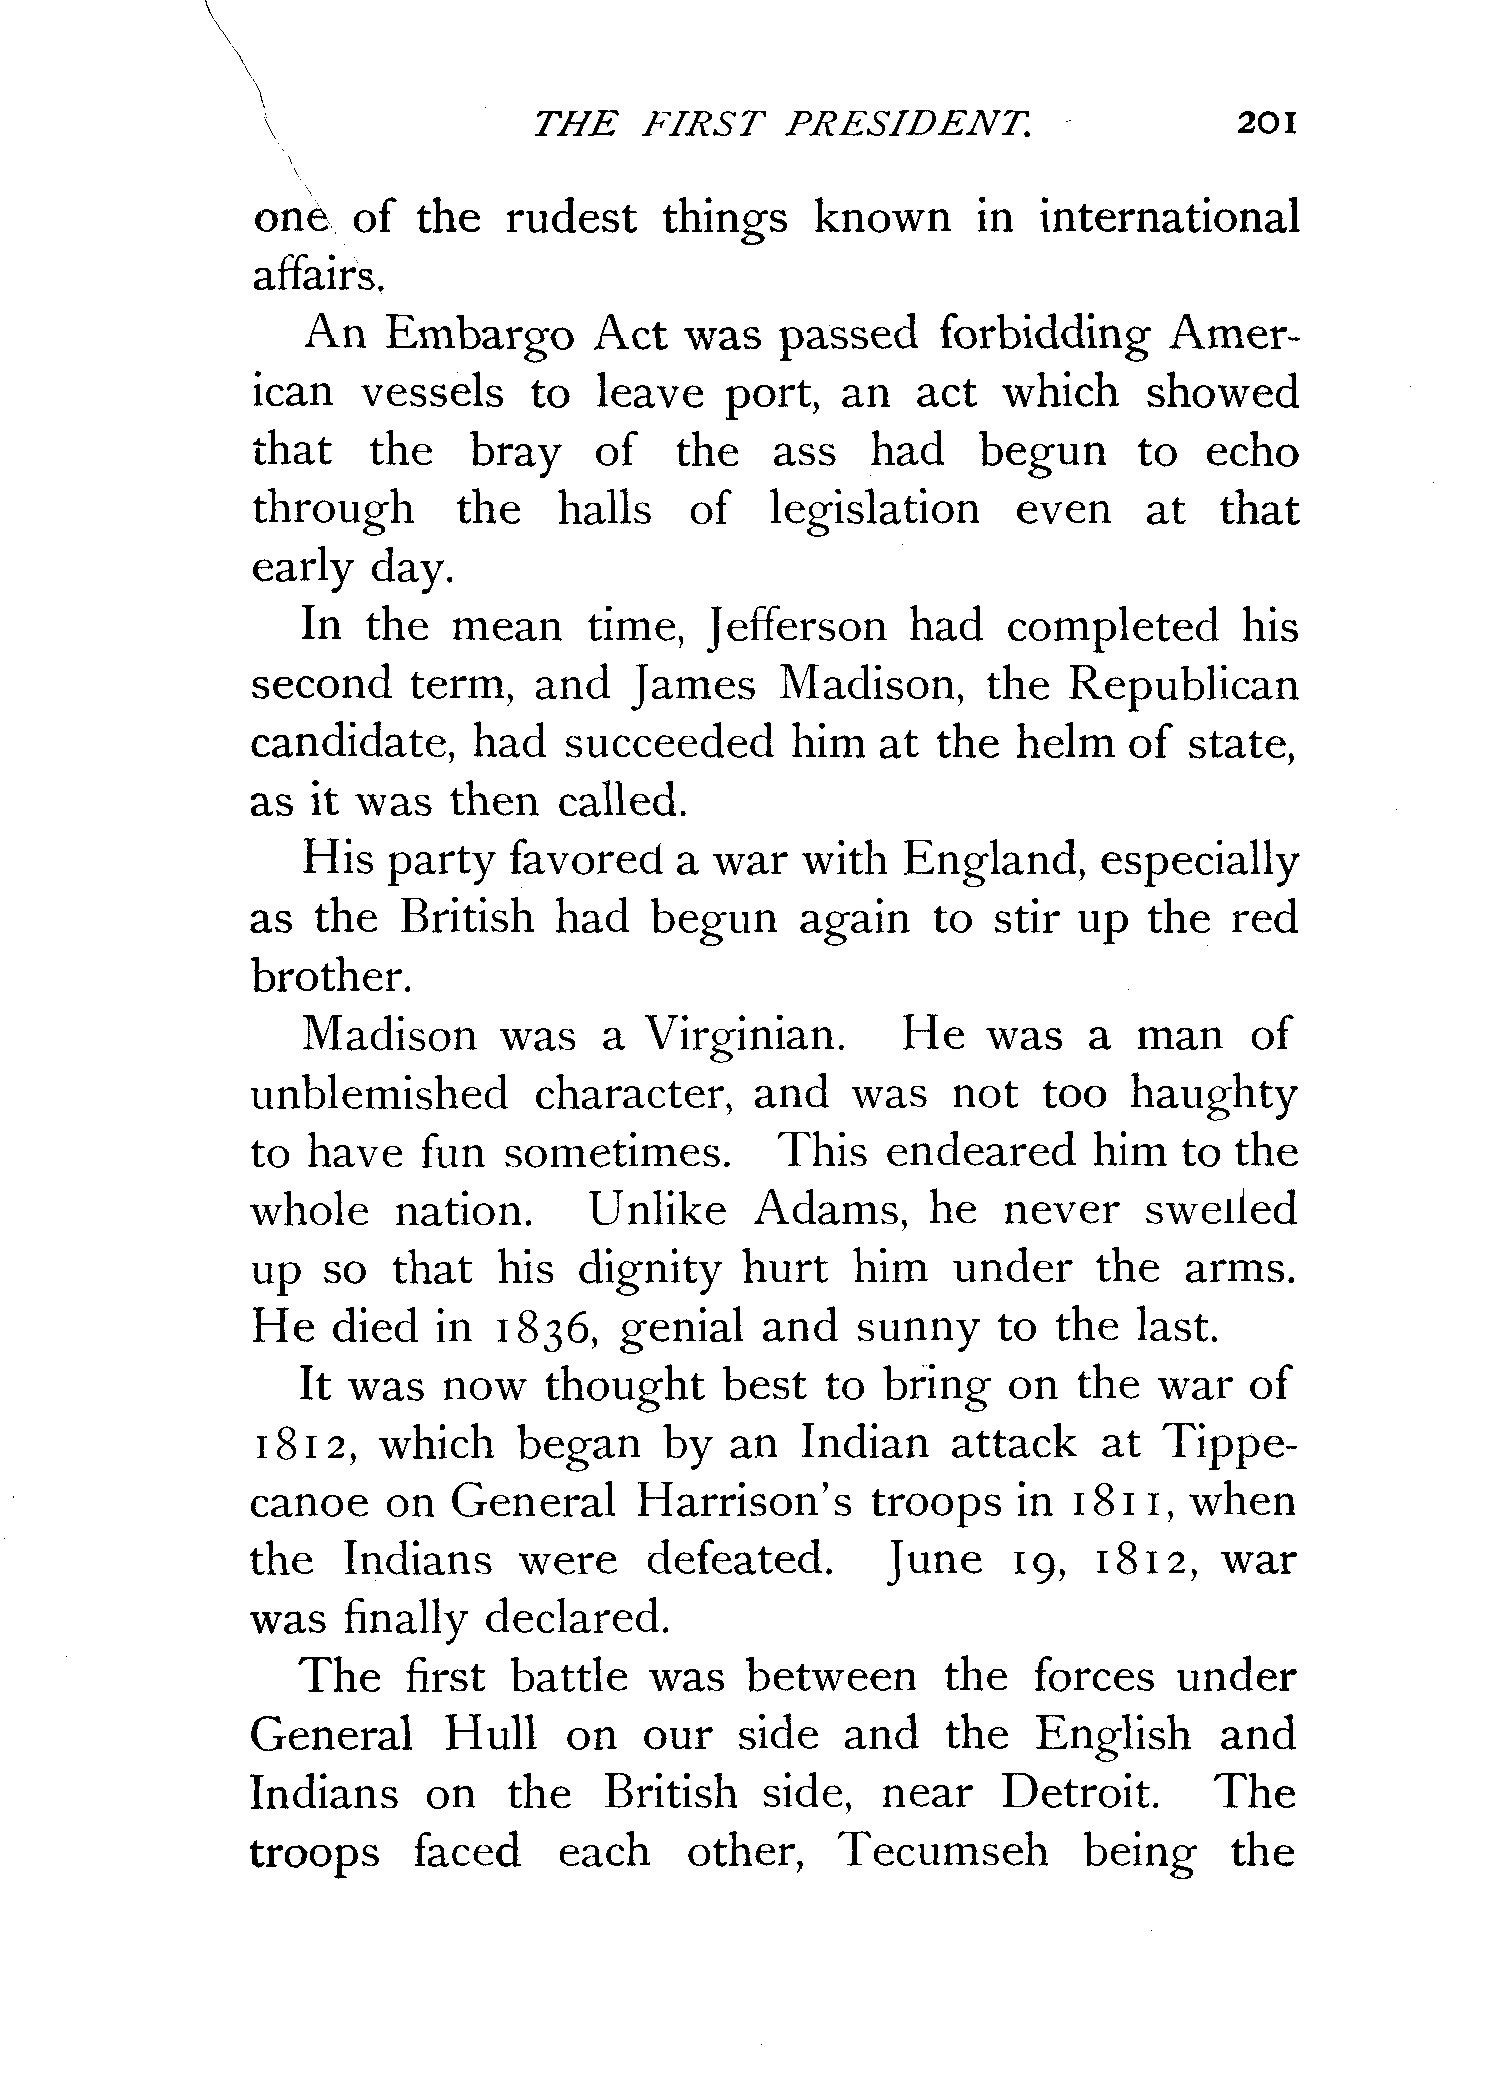 THE FIRST PRESIDENT. 201
one of the rudest things known in international
affairs.
An Embargo Act was passed forbidding Amer-
ican vessels to leave port, an act which showed
that the bray of the ass had begun to echo
through the halls of legislation even at that
early day.
In the mean time, Jefferson had completed his
second term, and James Madison, the Republican
candidate, had succeeded him at the helm of state,
as it was then called.
His party favored a war with England, especially
as the British had begun again to stir up the red
brother.
Madison was a Virginian. He was a man of
unblemished character, and was not too haughty
to have fun sometimes. This endeared him to the
whole nation. Unlike Adams, he never swelled
up so that his dignity hurt him under the arms.
He died in 1836, genial and sunny to the last.
It was now thought best to bring on the war of
1812, which began by an Indian attack at Tippe-
canoe on General Harrison's troops in 1811, when
the Indians were defeated. June 19, 1812, war
was finally declared.
The first battle was between the forces under
General Hull on our side and the English and
Indians on the British side, near Detroit. The
troops faced each other, Tecumseh being the